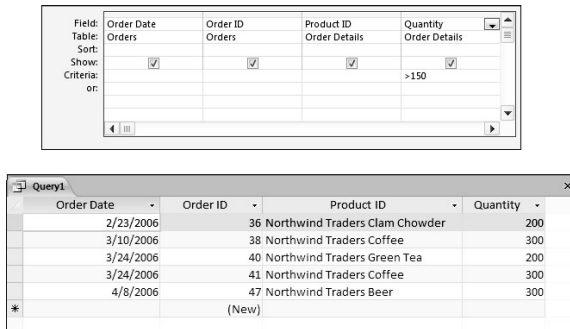 Field: Order Date Order ID Product ID Quantity
Table: Orders Orders Order Details Order Details
Sort:
Show:
Criteria: >150
or:
Query1
Order Date Order ID Product ID Quantity
2/23/2006 36 Northwind Traders Clam Chowder 200
3/10/2006 38 Northwind Traders Coffee 300
3/24/2006 40 Northwind Traders Green Tea 200
3/24/2006 41 Northwind Traders Coffee 300
4/8/2006 47 Northwind Traders Beer 300
* (New)